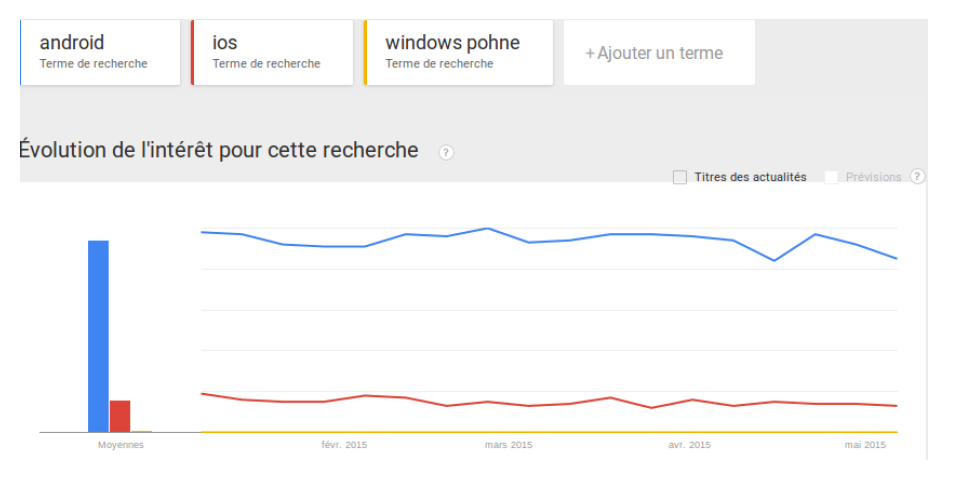 android
Terme de recherche
ios
Terme de recherche
windows pohne
Terme de recherche
+Ajouter un terme
Évolution de l'intérêt pour cette recherche ?
Titres des actualités
Prévisions ?
Moyennes
févr. 2015
mars 2015
avr. 2015
mai 2015